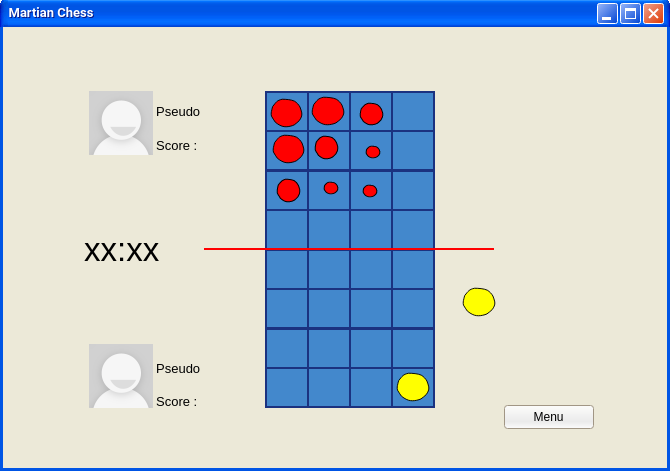 Martian Chess
Pseudo
Score :
xx:xx
Pseudo
Score :
Menu